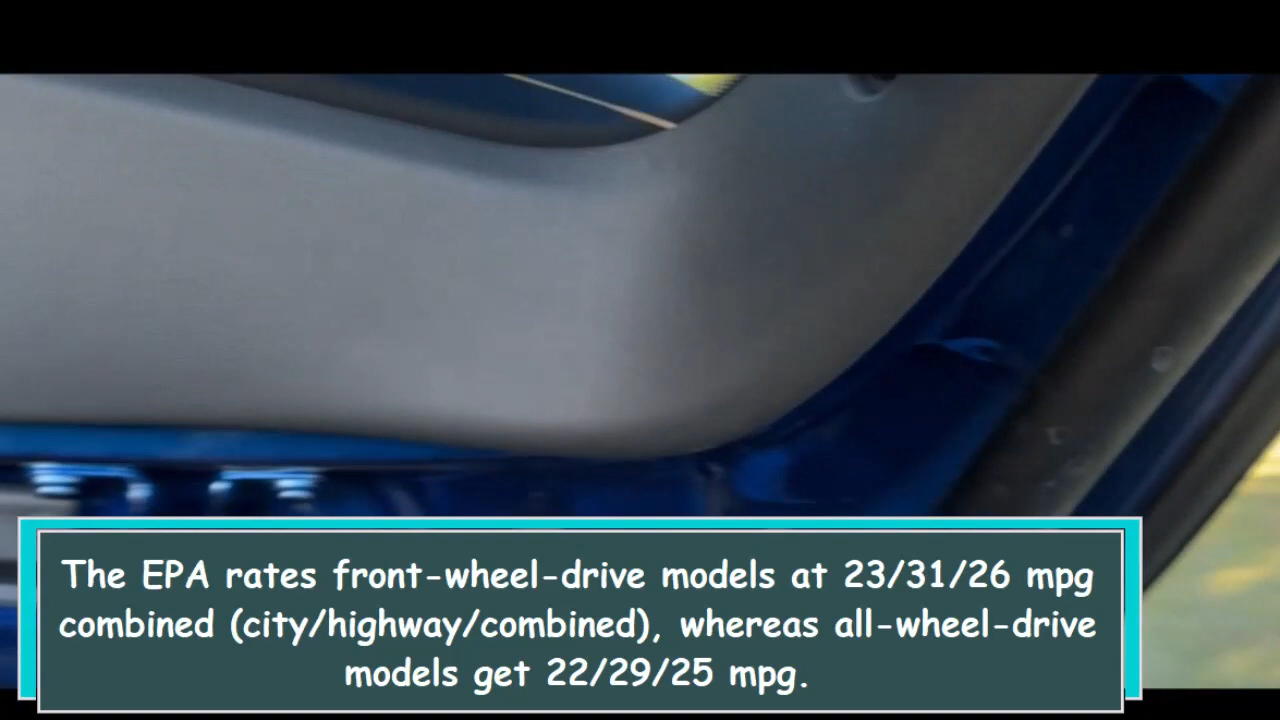 The EPA rates front-wheel-drive models at 23/31/26 mpg
combined (city/highway/combined), whereas all-wheel-drive
models get 22/29/25 mpg.